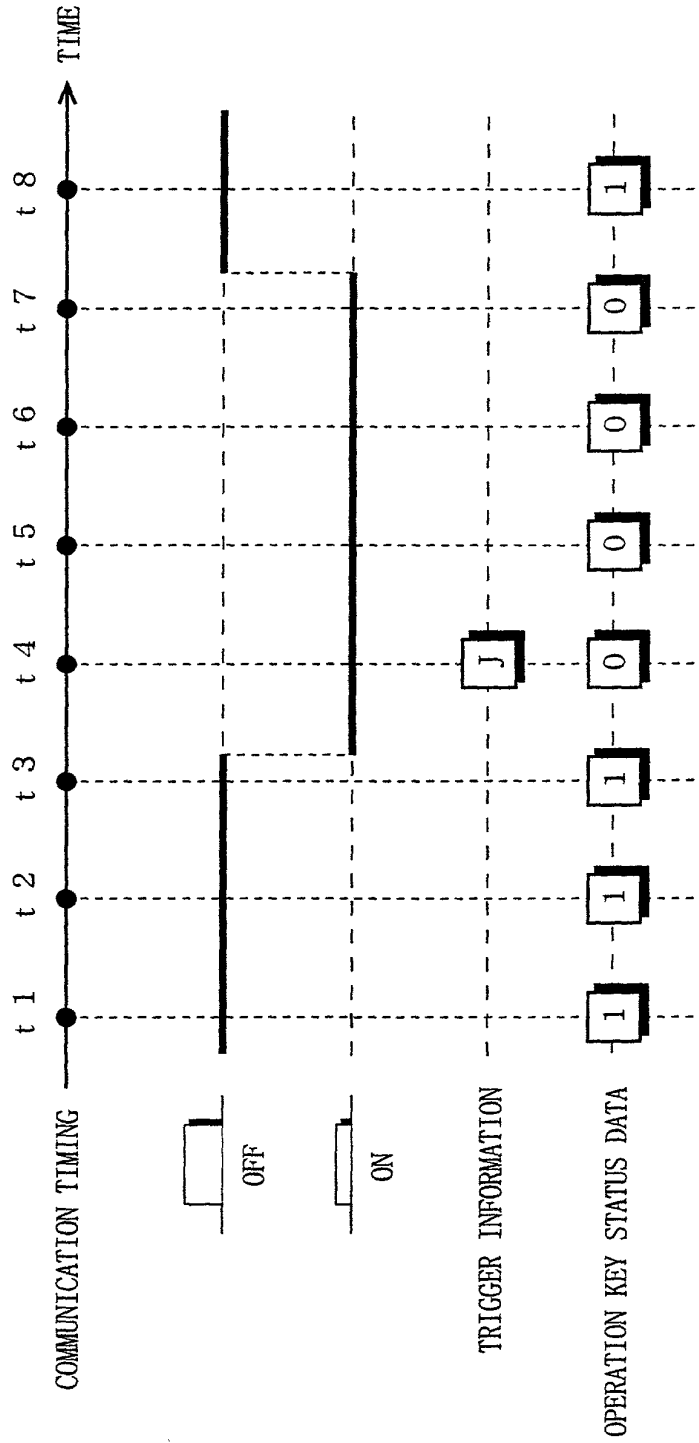 COMMUNICATION TIMING
t 1 t 2 t 3 t 4 t 5 t 6 t 7 t 8
TIME
OFF
ON
TRIGGER INFORMATION
J
OPERATION KEY STATUS DATA
1 1 1 0 0 0 0 1